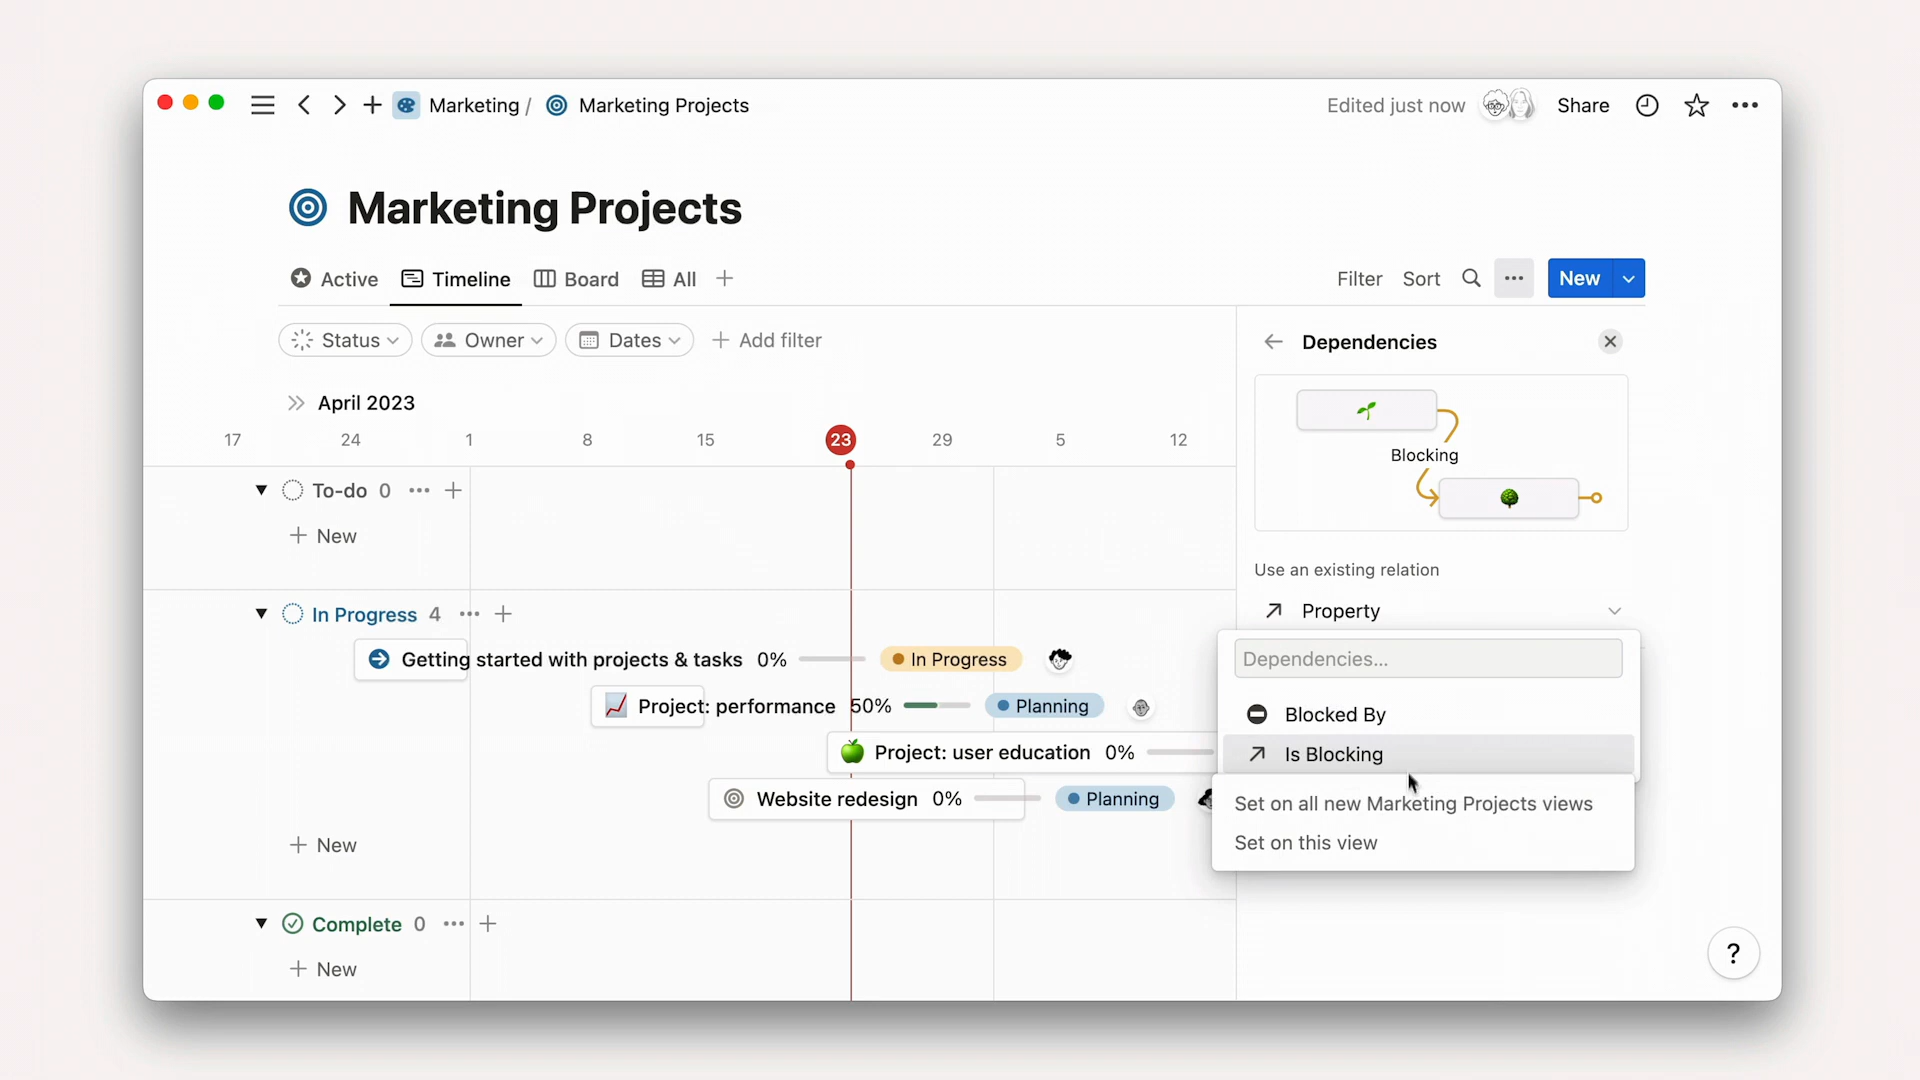 Marketing / Marketing Projects
Edited just now Share
Marketing Projects
Active Timeline Board All
Filter Sort New
Status Owner Dates Add filter
Dependencies
Blocking
April 2023
17 24 1 8 15 23 29 5 12
To-do 0
New
In Progress 4
Getting started with projects & tasks 0% In Progress
Project: performance 50% Planning
Project: user education 0%
Website redesign 0% Planning
New
Complete 0
New
Use an existing relation
Property
Dependencies...
Blocked By
Is Blocking
Set on all new Marketing Projects views
Set on this view
?